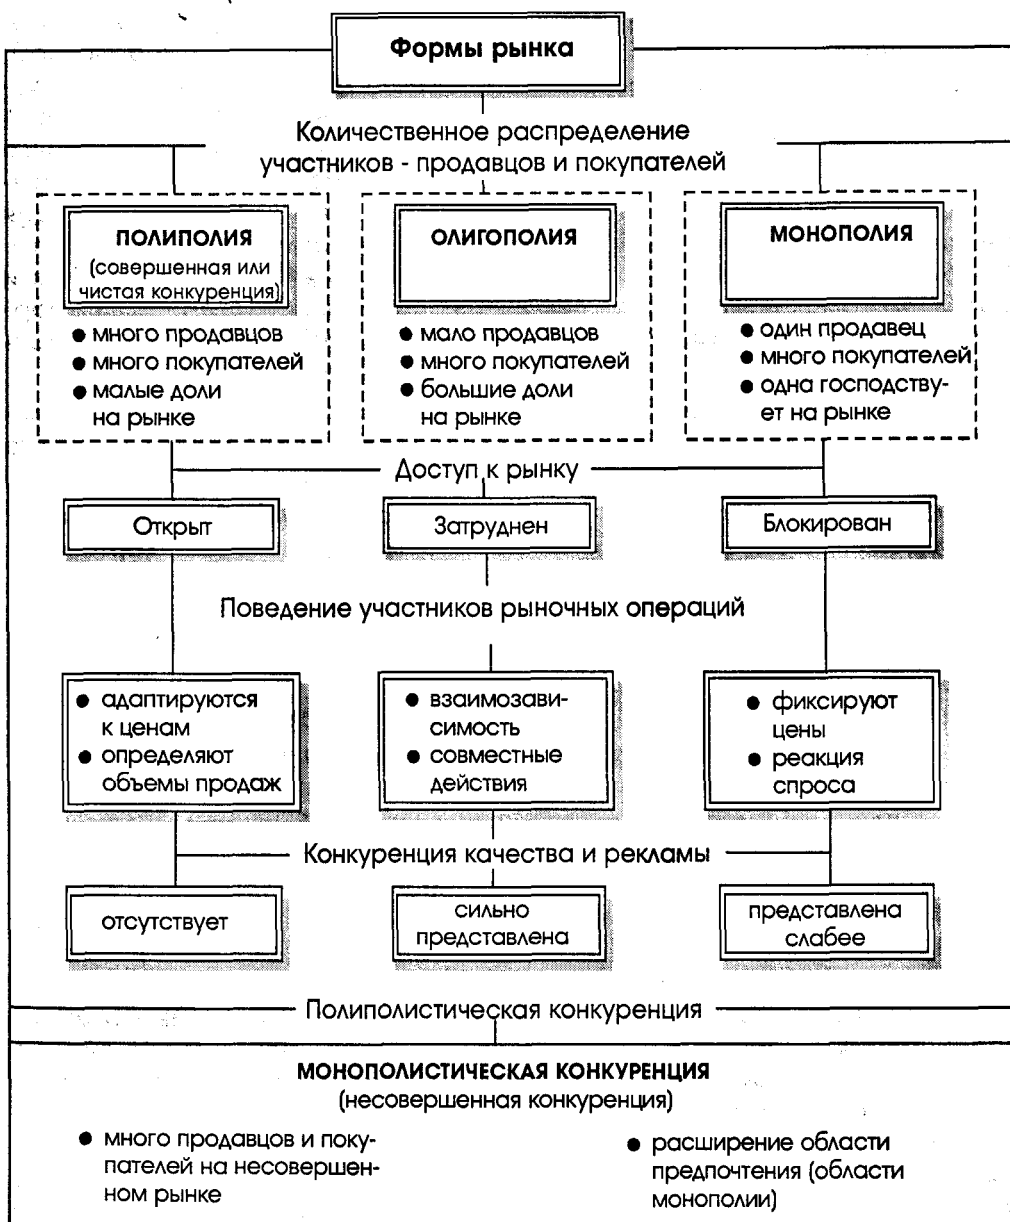 Формы рынка
Количественное распределение
участников - продавцов и покупателей
ПОЛИПОЛИЯ
(совершенная или
чистая конкуренция)
● много продавцов
● много покупателей
● малые доли
на рынке
ОЛИГОПОЛИЯ
● мало продавцов
● много покупателей
● большие доли
на рынке
МОНОПОЛИЯ
● один продавец
● много покупателей
● одна господству-
ет на рынке
Доступ к рынку
Открыт
Затруднен
Блокирован
Поведение участников рыночных операций
● адаптируются
к ценам
● определяют
объемы продаж
● взаимозави-
симость
● совместные
действия
● фиксируют
цены
● реакция
спроса
Конкуренция качества и рекламы
отсутствует
сильно
представлена
представлена
слабее
Полиполистическая конкуренция
МОНОПОЛИСТИЧЕСКАЯ КОНКУРЕНЦИЯ
(несовершенная конкуренция)
● много продавцов и поку-
пателей на несовершен-
ном рынке
● расширение области
предпочтения (области
монополии)